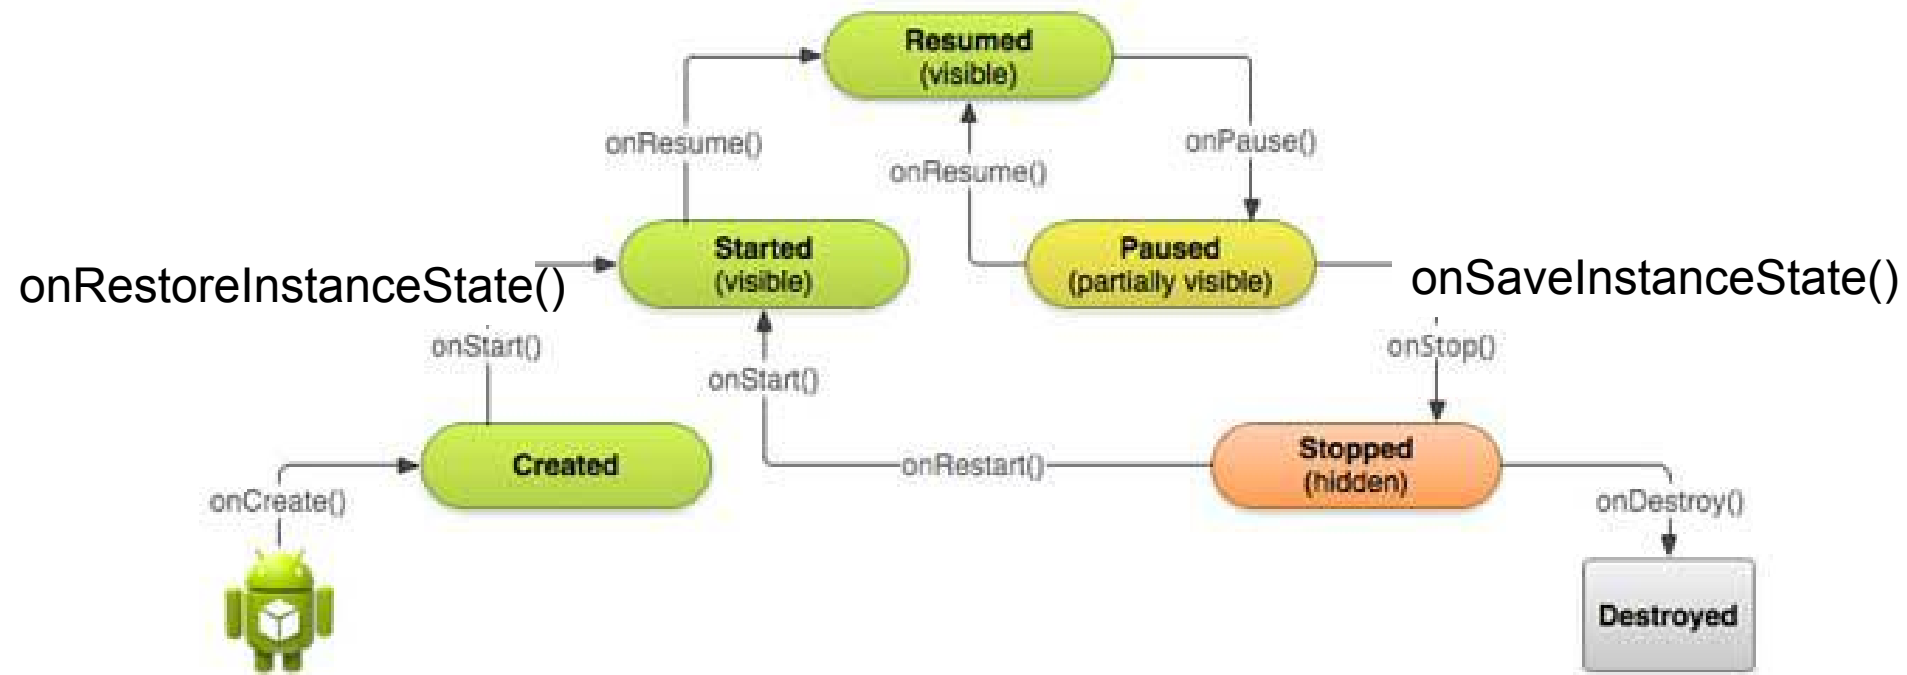 Resumed
(visible)
onResume()
onPause()
onResume()
Started
(visible)
Paused
(partially visible)
onRestoreInstanceState()
onSaveInstanceState()
onStart()
onStop()
onStart()
Created
onRestart()
Stopped
(hidden)
onCreate()
onDestroy()
Destroyed